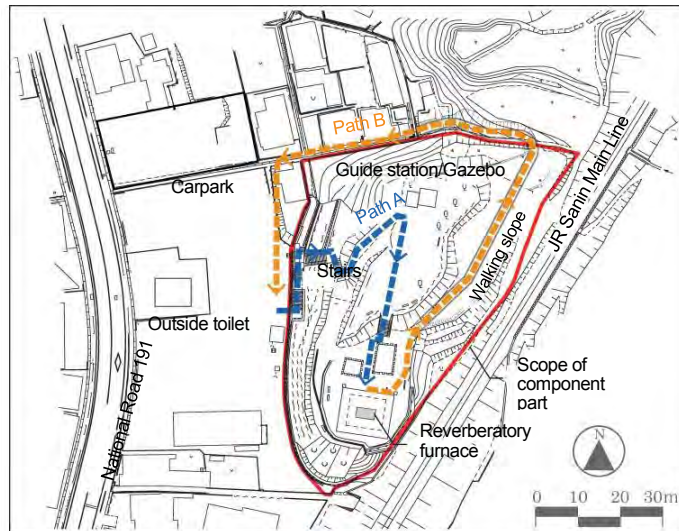 Path B
Guide station/Gazebo
Carpark
Path A
JR Sanin Main Line
Walking slope
Stairs
Outside toilet
National Road 191
Scope of
component
part
Reverberatory
furnace
N
0 10 20 30m